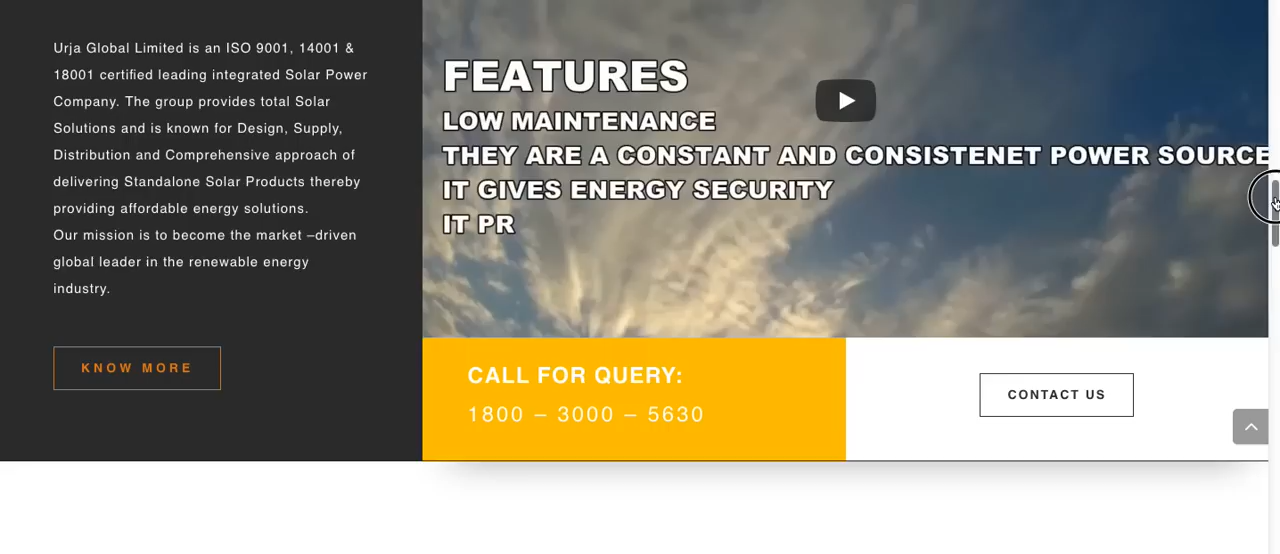 Urja Global Limited is an ISO 9001, 14001 &
18001 certified leading integrated Solar Power
Company. The group provides total Solar
Solutions and is known for Design, Supply,
Distribution and Comprehensive approach of
delivering Standalone Solar Products thereby
providing affordable energy solutions.
Our mission is to become the market –driven
global leader in the renewable energy
industry.
KNOW MORE
FEATURES
LOW MAINTENANCE
THEY ARE A CONSTANT AND CONSISTENET POWER SOURCE
IT GIVES ENERGY SECURITY
IT PR
CALL FOR QUERY:
1800 – 3000 – 5630
CONTACT US